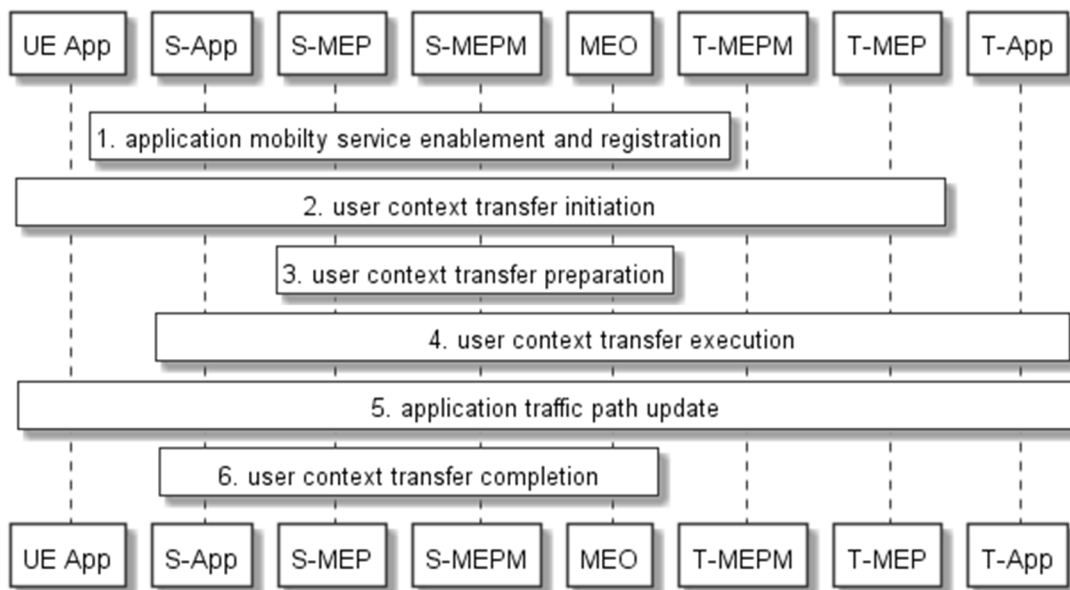 UE App S-App S-MEP S-MEPM MEO T-MEPM T-MEP T-App
1. application mobilty service enablement and registration
2. user context transfer initiation
3. user context transfer preparation
4. user context transfer execution
5. application traffic path update
6. user context transfer completion
UE App S-App S-MEP S-MEPM MEO T-MEPM T-MEP T-App